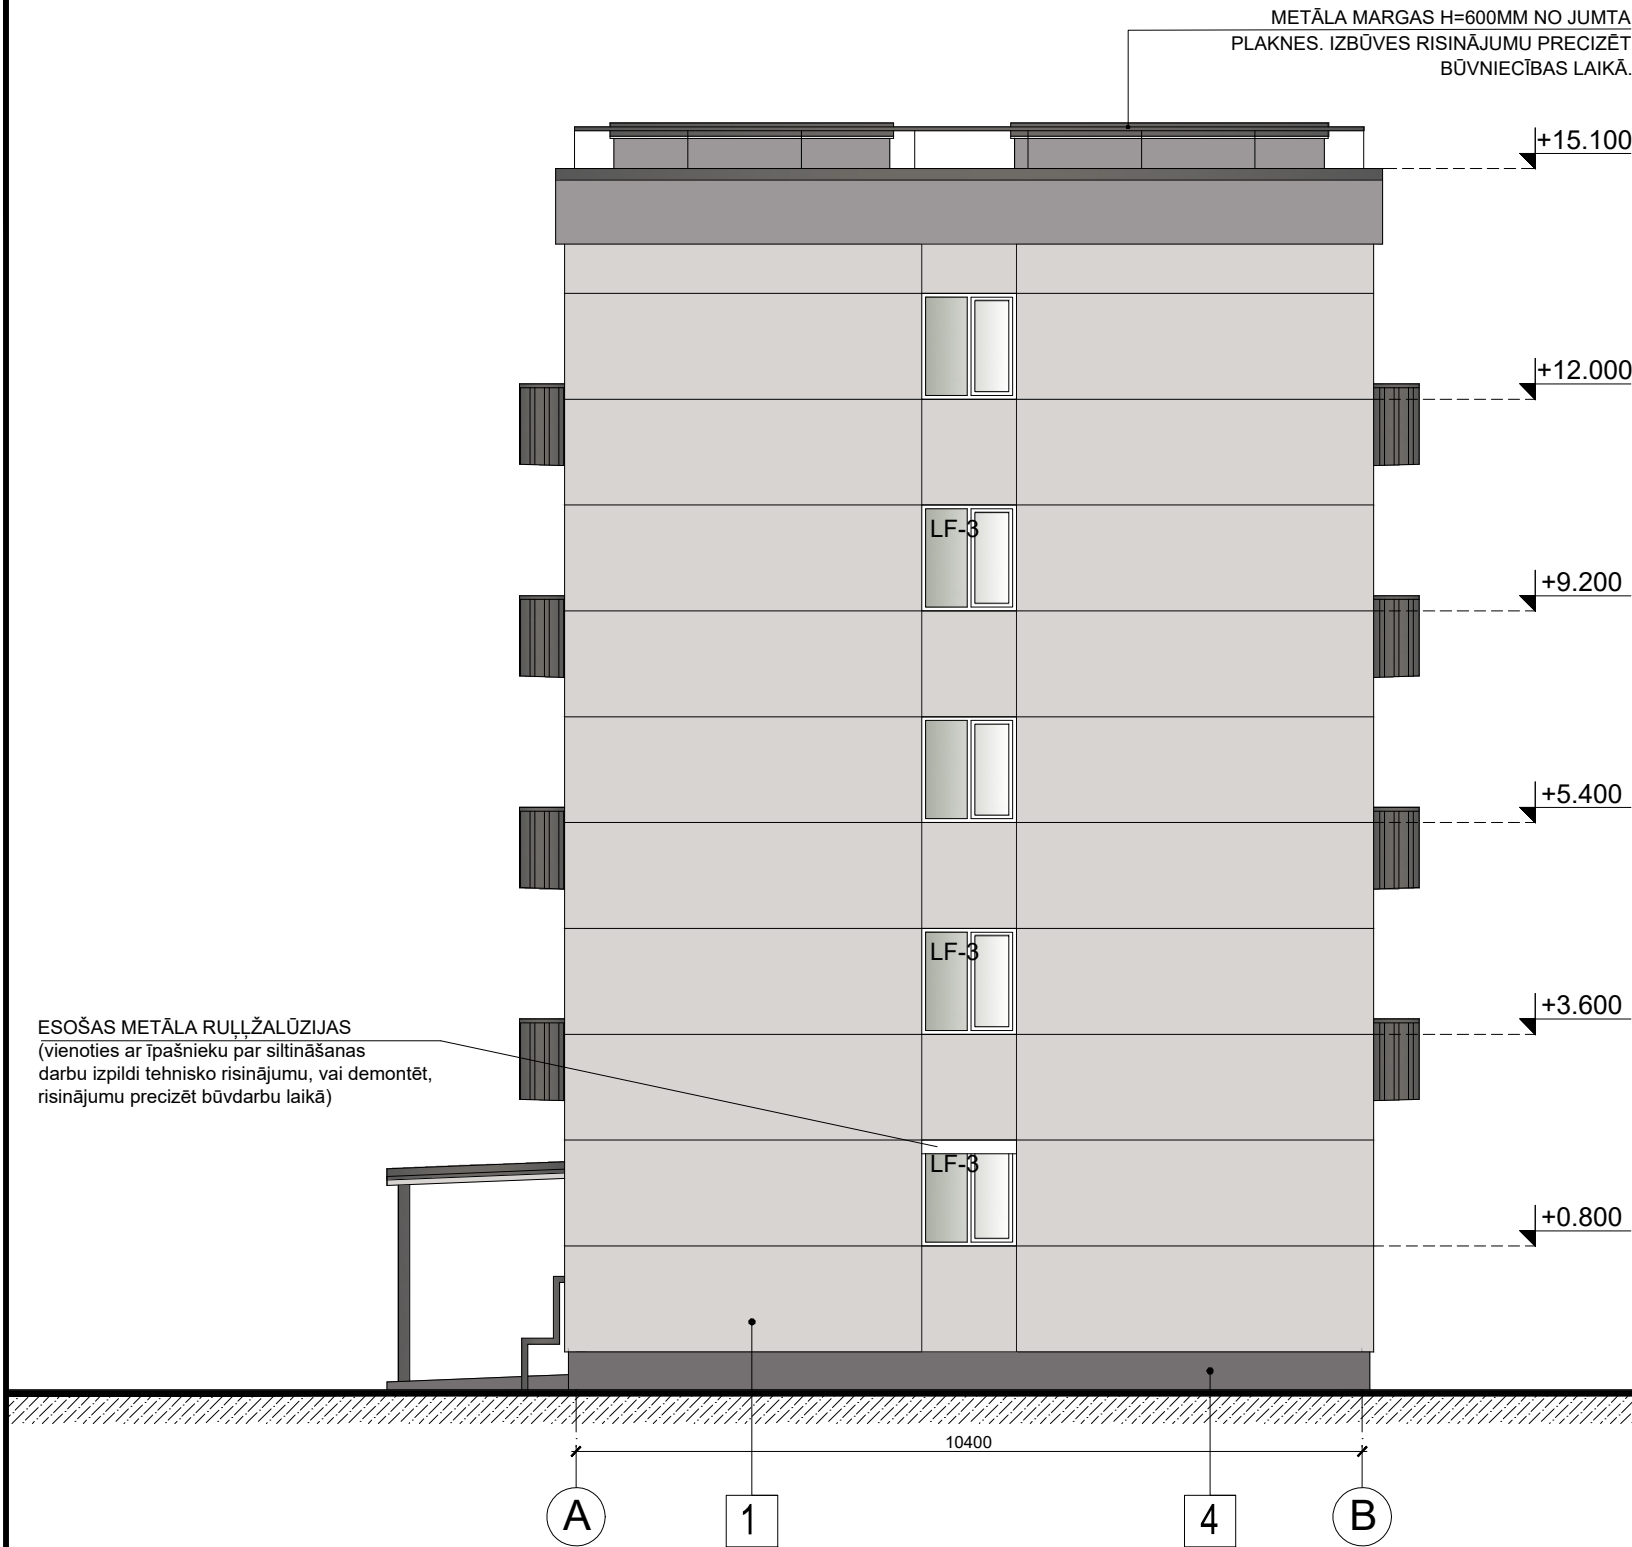 METĀLA MARGAS H=600MM NO JUMTA
PLAKNES. IZBŪVES RISINĀJUMU PRECIZĒT
BŪVNIECĪBAS LAIKĀ.
+15.100
+12.000
LF-3
+9.200
+5.400
LF-3
+3.600
ESOŠAS METĀLA RUĻĻŽALŪZIJAS
(vienoties ar īpašnieku par siltināšanas
darbu izpildi tehnisko risinājumu, vai demontēt,
risinājumu precizēt būvdarbu laikā)
LF-3
+0.800
10400
A
1
4
B